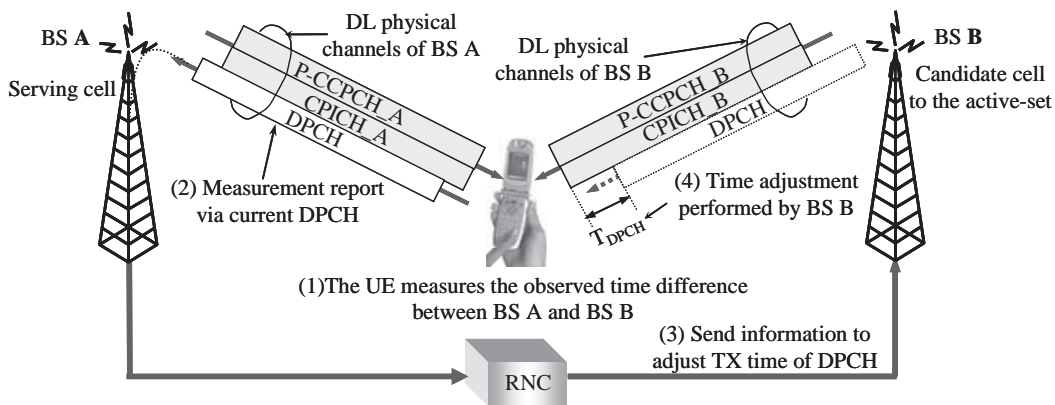 BS A
Serving cell
DL physical
channels of BS A
P-CCPCH_A
CPICH_A
DPCH
(2) Measurement report
via current DPCH
DL physical
channels of BS B
P-CCPCH_B
CPICH_B
DPCH
BS B
Candidate cell
to the active-set
(4) Time adjustment
performed by BS B
TDPCH
(1)The UE measures the observed time difference
between BS A and BS B
(3) Send information to
adjust TX time of DPCH
RNC